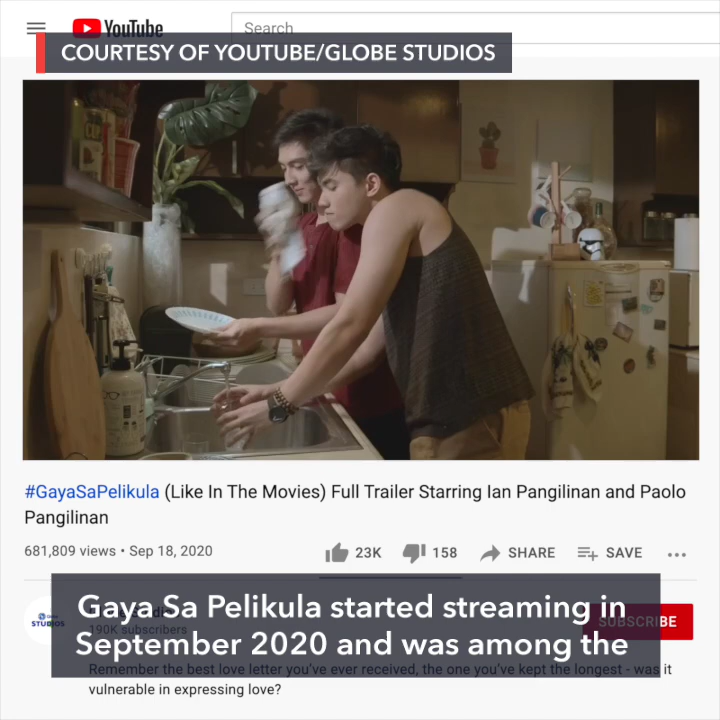 YouTube
Search
COURTESY OF YOUTUBE/GLOBE STUDIOS
#GayaSaPelikula (Like In The Movies) Full Trailer Starring Ian Pangilinan and Paolo
Pangilinan
681,809 views • Sep 18, 2020
23K
158
SHARE
SAVE
STUDIOS
SUBSCRIBE
190K subscribers
Gaya Sa Pelikula started streaming in
September 2020 and was among the
Remember the best love letter you've ever received, the one you've kept the longest - was it
vulnerable in expressing love?